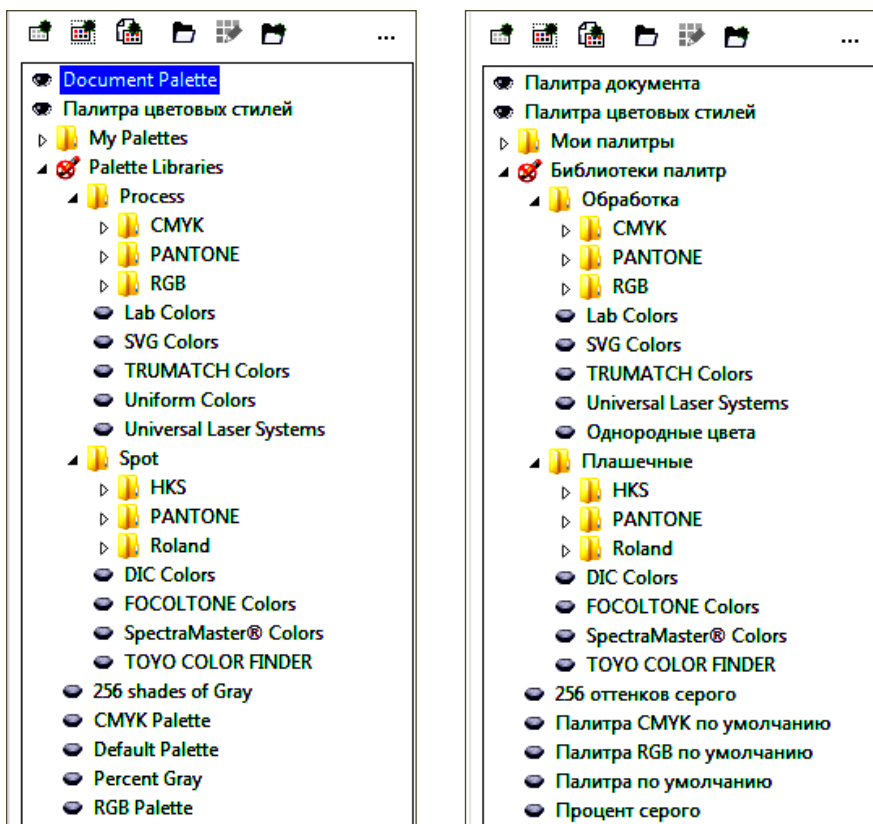 ...
Document Palette
Палитра цветовых стилей
My Palettes
Palette Libraries
Process
CMYK
PANTONE
RGB
Lab Colors
SVG Colors
TRUMATCH Colors
Uniform Colors
Universal Laser Systems
Spot
HKS
PANTONE
Roland
DIC Colors
FOCOLTONE Colors
SpectraMaster® Colors
TOYO COLOR FINDER
256 shades of Gray
CMYK Palette
Default Palette
Percent Gray
RGB Palette
...
Палитра документа
Палитра цветовых стилей
Мои палитры
Библиотеки палитр
Обработка
CMYK
PANTONE
RGB
Lab Colors
SVG Colors
TRUMATCH Colors
Universal Laser Systems
Однородные цвета
Плашечные
HKS
PANTONE
Roland
DIC Colors
FOCOLTONE Colors
SpectraMaster® Colors
TOYO COLOR FINDER
256 оттенков серого
Палитра CMYK по умолчанию
Палитра RGB по умолчанию
Палитра по умолчанию
Процент серого